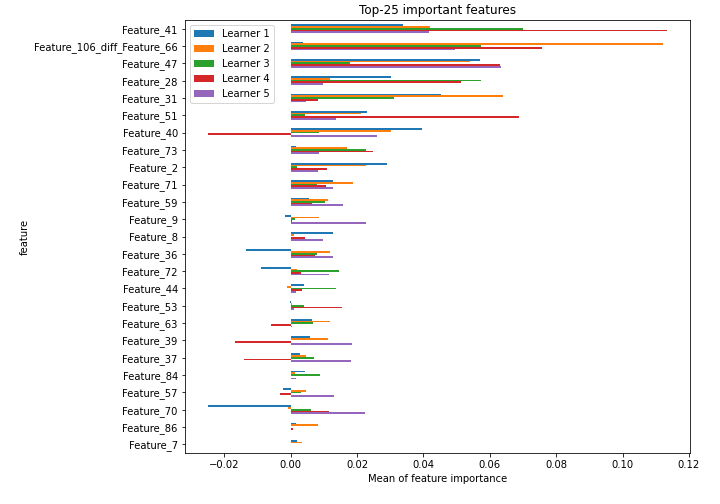 Top-25 important features
Learner 1
Learner 2
Learner 3
Learner 4
Learner 5
Feature_41
Feature_106_diff_Feature_66
Feature_47
Feature_28
Feature_31
Feature_51
Feature_40
Feature_73
Feature_2
Feature_71
Feature_59
Feature_9
Feature_8
Feature_36
Feature_72
Feature_44
Feature_53
Feature_63
Feature_39
Feature_37
Feature_84
Feature_57
Feature_70
Feature_86
Feature_7
feature
−0.02 0.00 0.02 0.04 0.06 0.08 0.10 0.12
Mean of feature importance